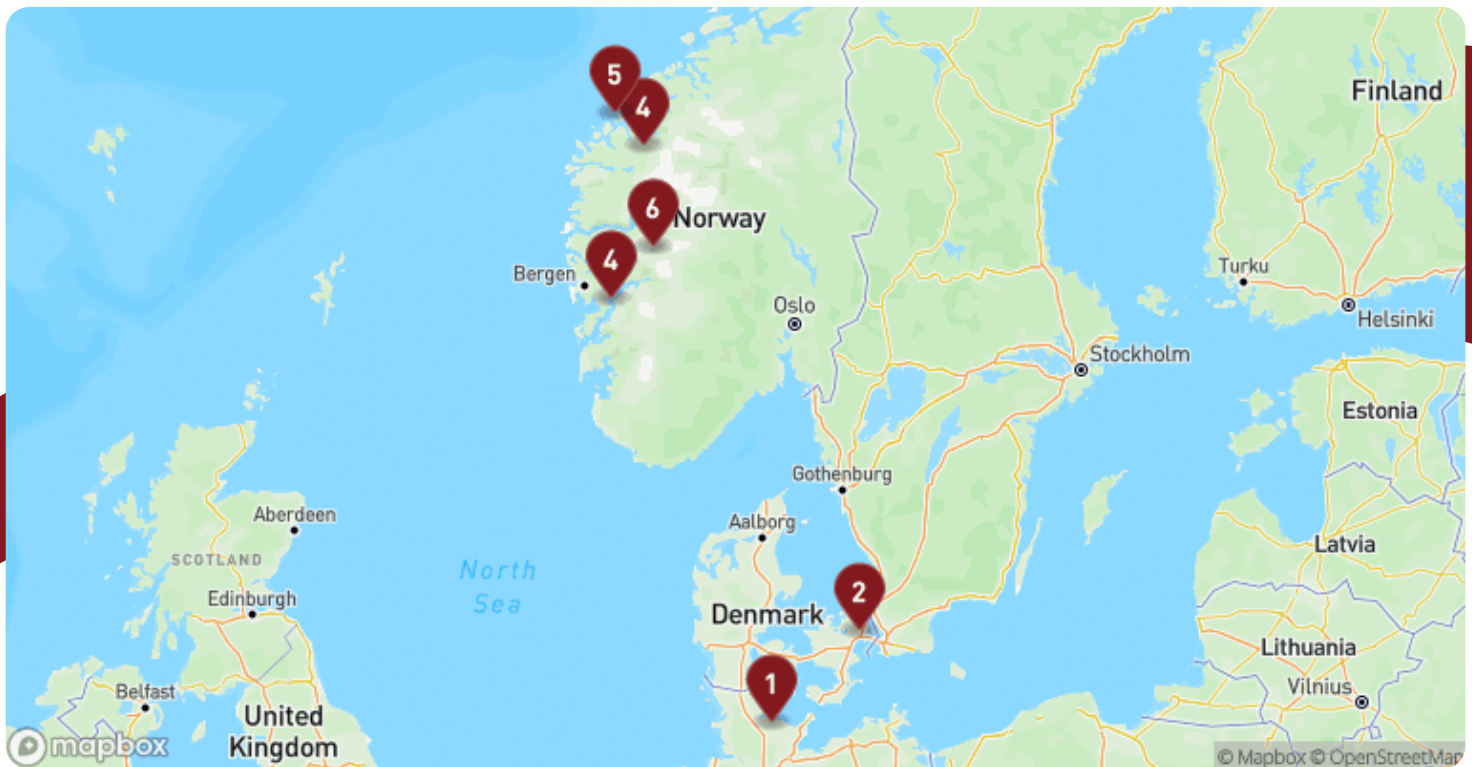 5
4
Finland
6
Norway
4
Bergen
Turku
Oslo
Helsinki
Stockholm
Estonia
Gothenburg
Aberdeen
Aalborg
SCOTLAND
Latvia
North
Sea
Edinburgh
2
Denmark
Lithuania
1
Vilnius
Belfast
United
Kingdom
mapbox
© Mapbox © OpenStreetMap